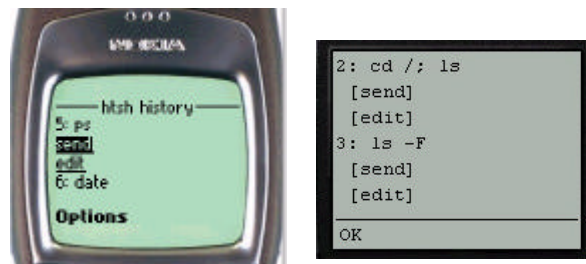 NOKIA
htsh history
5: ps
send
edit
6: date
Options
2: cd /; ls
[send]
[edit]
3: ls -F
[send]
[edit]
OK